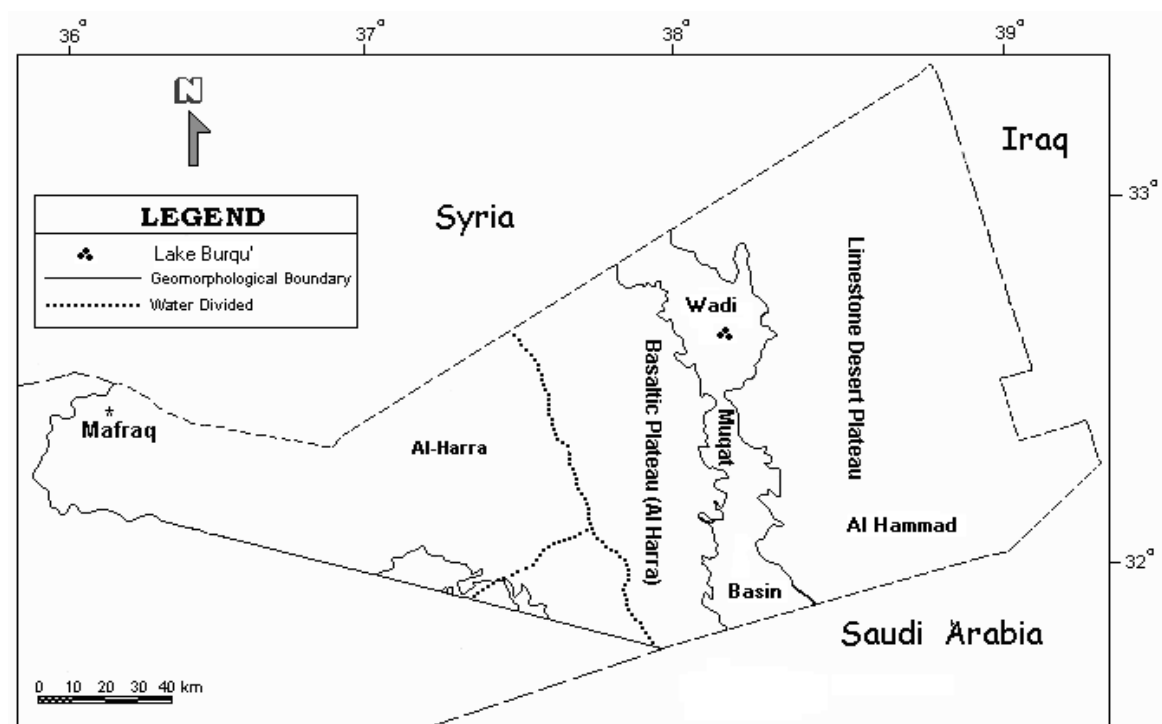 36°
37°
38°
39°
N
Iraq
33°
Syria
LEGEND
Lake Burqu'
Geomorphological Boundary
Water Divided
Wadi
Limestone Desert Plateau
Basaltic Plateau (Al Harra)
Mafraq
Al-Harra
Muqat
Al Hammad
32°
Basin
Saudi Arabia
0 10 20 30 40 km